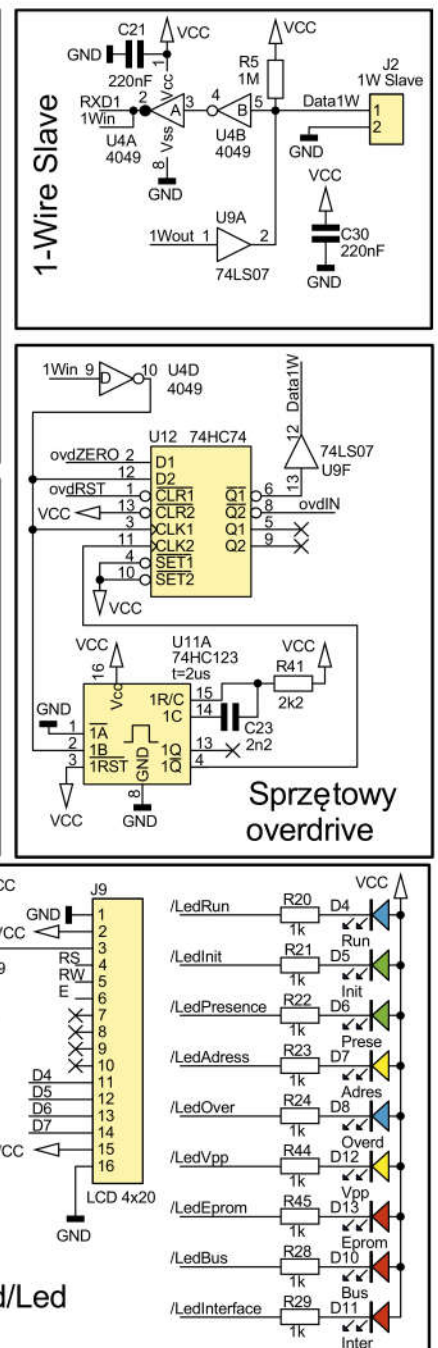 1-Wire Slave
C21
VCC
GND
220nF
1
Vcc
VCC
R5
1M
J2
1W Slave
RXD1 2
A
3
4
B
5
Data1W
1
2
1Win
U4A
4049
Vss
8
GND
U4B
4049
GND
VCC
U9A
1Wout 1
2
74LS07
C30
220nF
GND
1Win 9
D
10
U4D
4049
Data1W
U12 74HC74
12
74LS07
U9F
13
ovdZERO 2
D1
12
D2
ovdRST 1
CLR1
VCC
13
CLR2
3
CLK1
11
CLK2
4
SET1
10
SET2
Q1
6
Q2
8
ovdIN
Q1
5
Q2
9
VCC
VCC
16
Vcc
U11A
74HC123
t=2us
VCC
R41
2k2
GND
1R/C
15
1C
14
C23
2n2
1
1A
2
1B
3
1RST
GND
8
1Q
13
1Q
4
VCC
GND
Sprzętowy
overdrive
CC
J9
GND
1
VCC
2
3
9
RS
4
RW
5
E
6
7
8
9
10
D4
11
D5
12
D6
13
D7
14
VCC
15
16
LCD 4x20
GND
d/Led
VCC
/LedRun
R20
1k
D4
Run
/LedInit
R21
1k
D5
Init
/LedPresence
R22
1k
D6
Prese
/LedAdress
R23
1k
D7
Adres
/LedOver
R24
1k
D8
Overd
/LedVpp
R44
1k
D12
Vpp
/LedEprom
R45
1k
D13
Eprom
/LedBus
R28
1k
D10
Bus
/LedInterface
R29
1k
D11
Inter